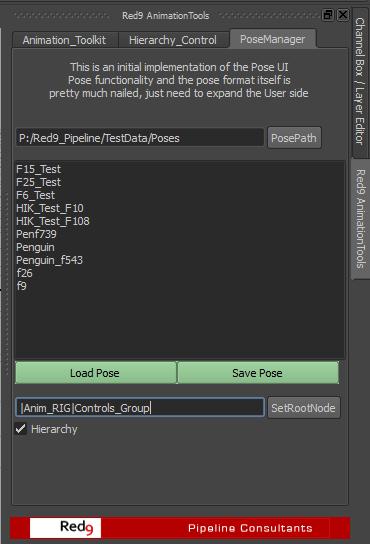 Red9 AnimationTools
Animation_Toolkit
Hierarchy_Control
PoseManager
This is an initial implementation of the Pose UI
Pose functionality and the pose format itself is
pretty much nailed, just need to expand the User side
P:/Red9_Pipeline/TestData/Poses
PosePath
F15_Test
F25_Test
F6_Test
HIK_Test_F10
HIK_Test_F108
Penf739
Penguin
Penguin_f543
f26
f9
Load Pose
Save Pose
|Anim_RIG|Controls_Group
SetRootNode
Hierarchy
Red9
Pipeline Consultants
Channel Box / Layer Editor
Red9 AnimationTools